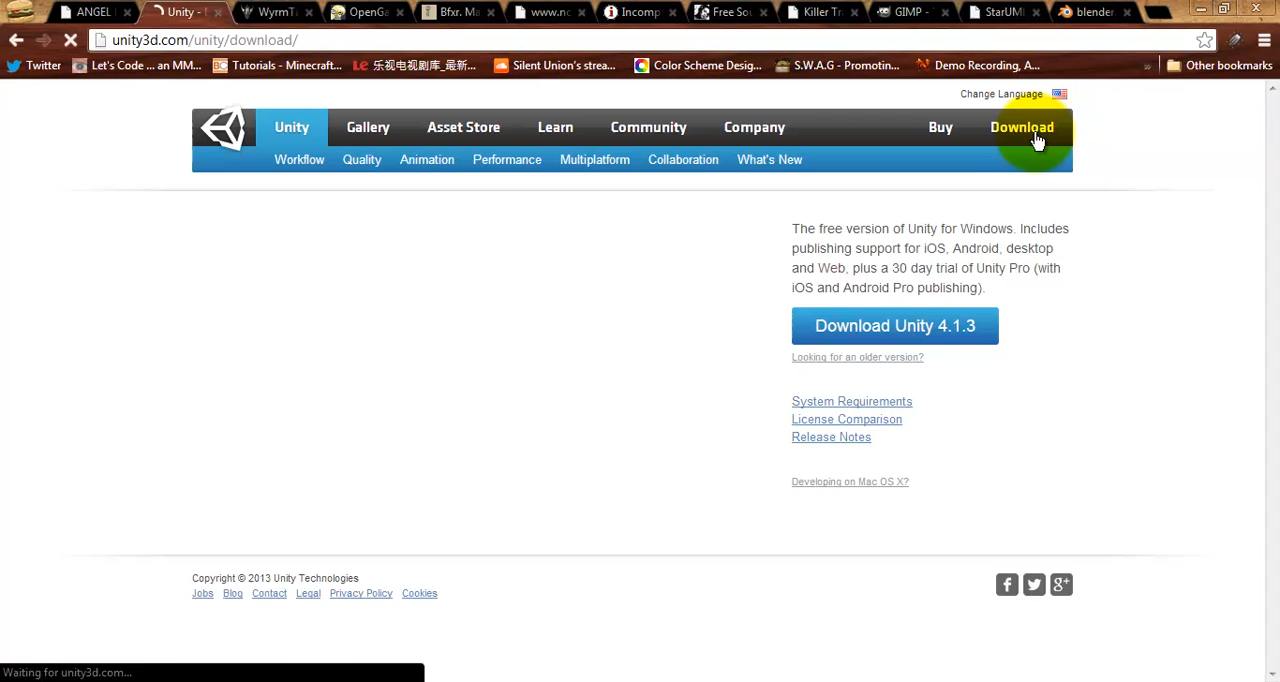 ANGEL
Unity -
WyrmT
OpenGa
Bfxr. Ma
www.nc
Incomp
Free Sou
Killer Tr
GIMP -
StarUM
blender.
unity3d.com/unity/download/
Twitter
Let's Code ... an MM...
Tutorials - Minecraft...
乐视电视剧库_最新...
Silent Union's strea...
Color Scheme Desig...
S.W.A.G - Promotin...
Demo Recording, A...
»
Other bookmarks
Change Language
Unity
Gallery
Asset Store
Learn
Community
Company
Buy
Download
Workflow
Quality
Animation
Performance
Multiplatform
Collaboration
What's New
The free version of Unity for Windows. Includes
publishing support for iOS, Android, desktop
and Web, plus a 30 day trial of Unity Pro (with
iOS and Android Pro publishing).
Download Unity 4.1.3
Looking for an older version?
System Requirements
License Comparison
Release Notes
Developing on Mac OS X?
Copyright © 2013 Unity Technologies
Jobs
Blog
Contact
Legal
Privacy Policy
Cookies
Waiting for unity3d.com...